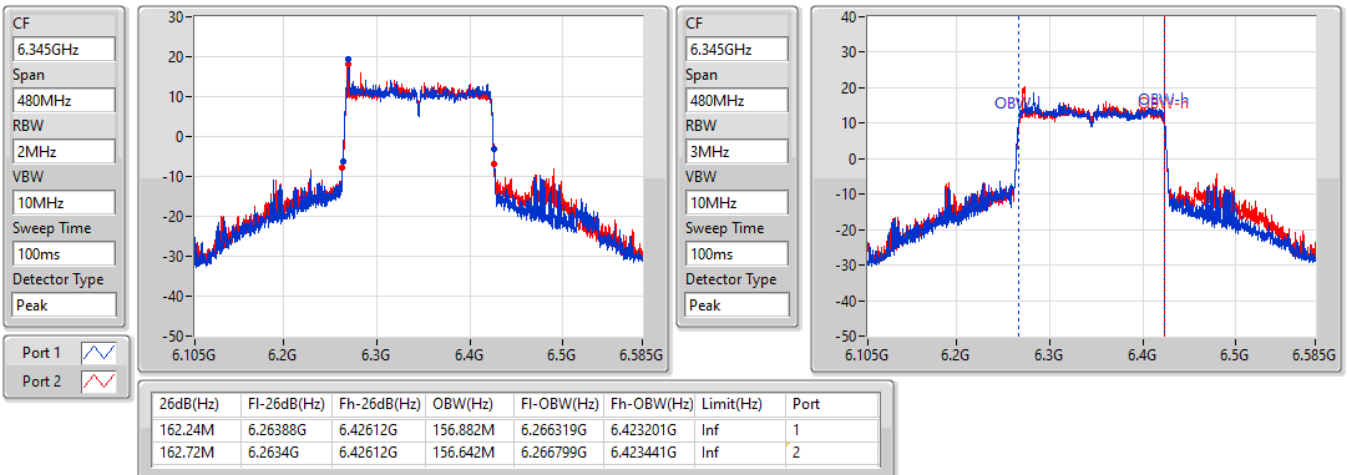 CF
6.345GHz
Span
480MHz
RBW
2MHz
VBW
10MHz
Sweep Time
100ms
Detector Type
Peak
Port 1
Port 2
30
20
10
0
-10
-20
-30
-40
-50
6.105G 6.2G 6.3G 6.4G 6.5G 6.585G
CF
6.345GHz
Span
480MHz
RBW
3MHz
VBW
10MHz
Sweep Time
100ms
Detector Type
Peak
40
30
20
10
0
-10
-20
-30
-40
-50
OBW-l OBW-h
6.105G 6.2G 6.3G 6.4G 6.5G 6.585G
26dB(Hz) Fl-26dB(Hz) Fh-26dB(Hz) OBW(Hz) Fl-OBW(Hz) Fh-OBW(Hz) Limit(Hz) Port
162.24M 6.26388G 6.42612G 156.882M 6.266319G 6.423201G Inf 1
162.72M 6.2634G 6.42612G 156.642M 6.266799G 6.423441G Inf 2